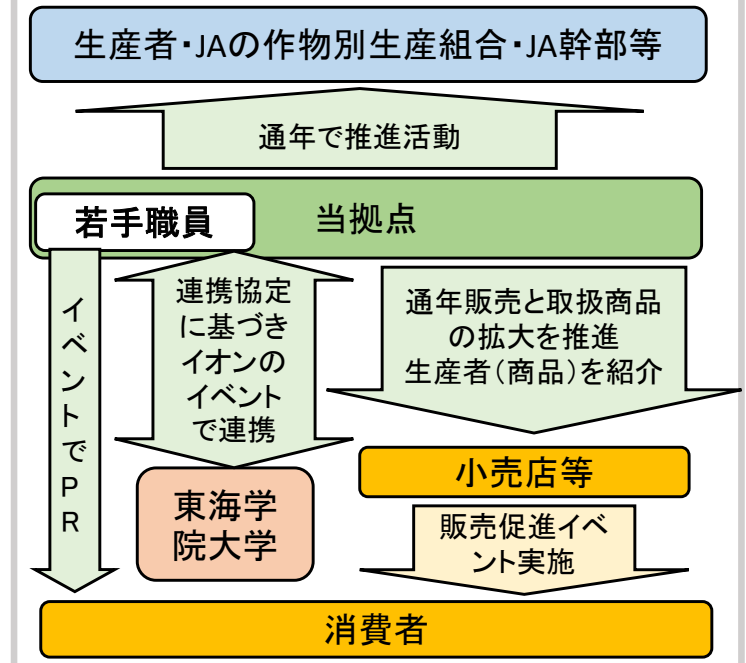 生産者・JAの作物別生産組合・JA幹部等
通年で推進活動
若手職員
当拠点
イベントでPR
連携協定
に基づき
イオンの
イベント
で連携
通年販売と取扱商品
の拡大を推進
生産者（商品）を紹介
東海学
院大学
小売店等
販売促進イベ
ント実施
消費者